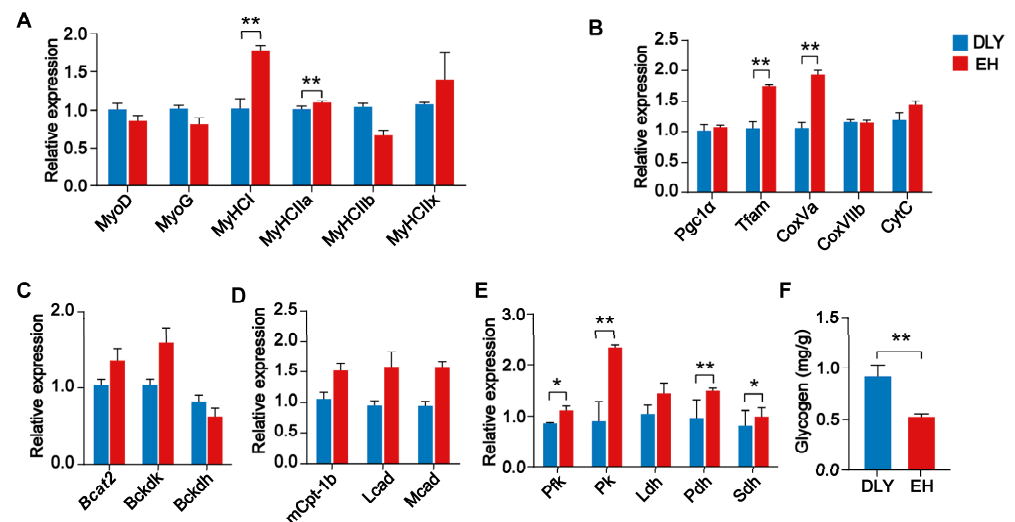 A
Relative expression
2.0
1.5
1.0
0.5
0.0
**
**
MyoD
MyoG
MyHCI
MyHCIIa
MyHCIIb
MyHCIIx
B
Relative expression
2.5
2.0
1.5
1.0
0.5
0.0
**
**
Pgc1α
Tfam
CoxVa
CoxVIIb
CytC
DLY
EH
C
Relative expression
2.0
1.0
0.0
Bcat2
Bckdk
Bckdh
D
Relative expression
2.5
2.0
1.5
1.0
0.5
0.0
mCpt-1b
Lcad
Mcad
E
Relative expression
3.0
2.0
1.0
0.0
*
**
**
*
Pfk
Pk
Ldh
Pdh
Sdh
F
Glycogen (mg/g)
1.5
1.0
0.5
0.0
**
DLY
EH